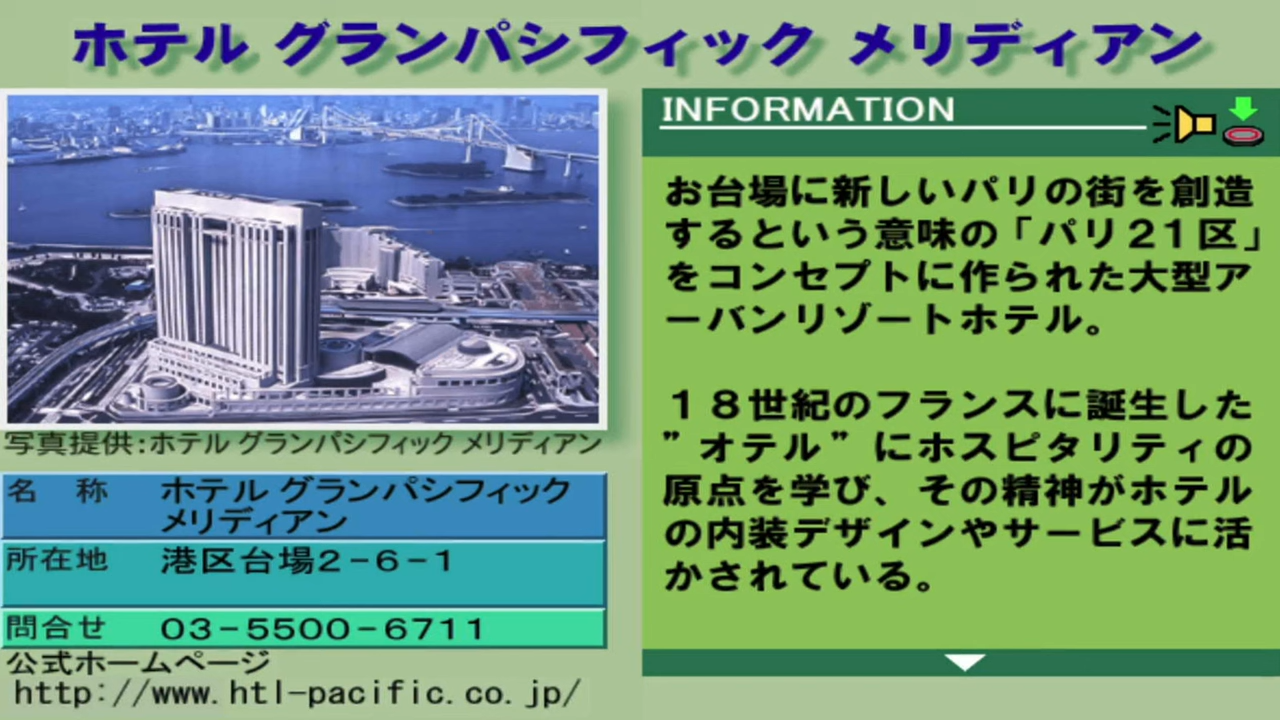 ホテル グランパシフィック メリディアン
写真提供:ホテル グランパシフィック メリディアン
名　称　ホテル グランパシフィック
メリディアン
所在地　港区台場2-6-1
問合せ　03-5500-6711
公式ホームページ
http://www.htl-pacific.co.jp/
INFORMATION
お台場に新しいパリの街を創造
するという意味の「パリ21区」
をコンセプトに作られた大型ア
ーバンリゾートホテル。
18世紀のフランスに誕生した
”オテル”にホスピタリティの
原点を学び、その精神がホテル
の内装デザインやサービスに活
かされている。